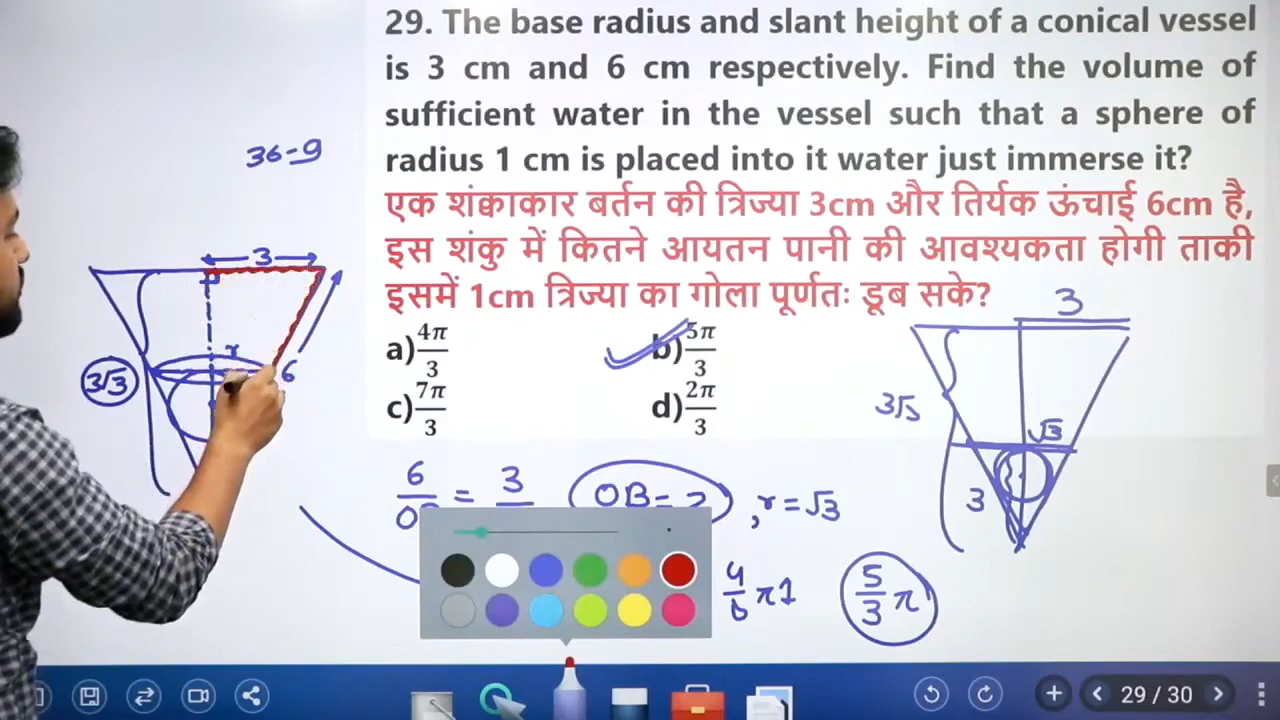 29. The base radius and slant height of a conical vessel
is 3 cm and 6 cm respectively. Find the volume of
sufficient water in the vessel such that a sphere of
radius 1 cm is placed into it water just immerse it?
एक शंक्वाकार बर्तन की त्रिज्या 3cm और तिर्यक ऊंचाई 6cm है,
इस शंकु में कितने आयतन पानी की आवश्यकता होगी ताकी
इसमें 1cm त्रिज्या का गोला पूर्णतः डूब सके?
a) 4π/3
b) 5π/3
c) 7π/3
d) 2π/3
36-9
3
r
6
3√3
3
√3
3
6/ = 3
OB =
, r = √3
π1
5/3 π
29 / 30